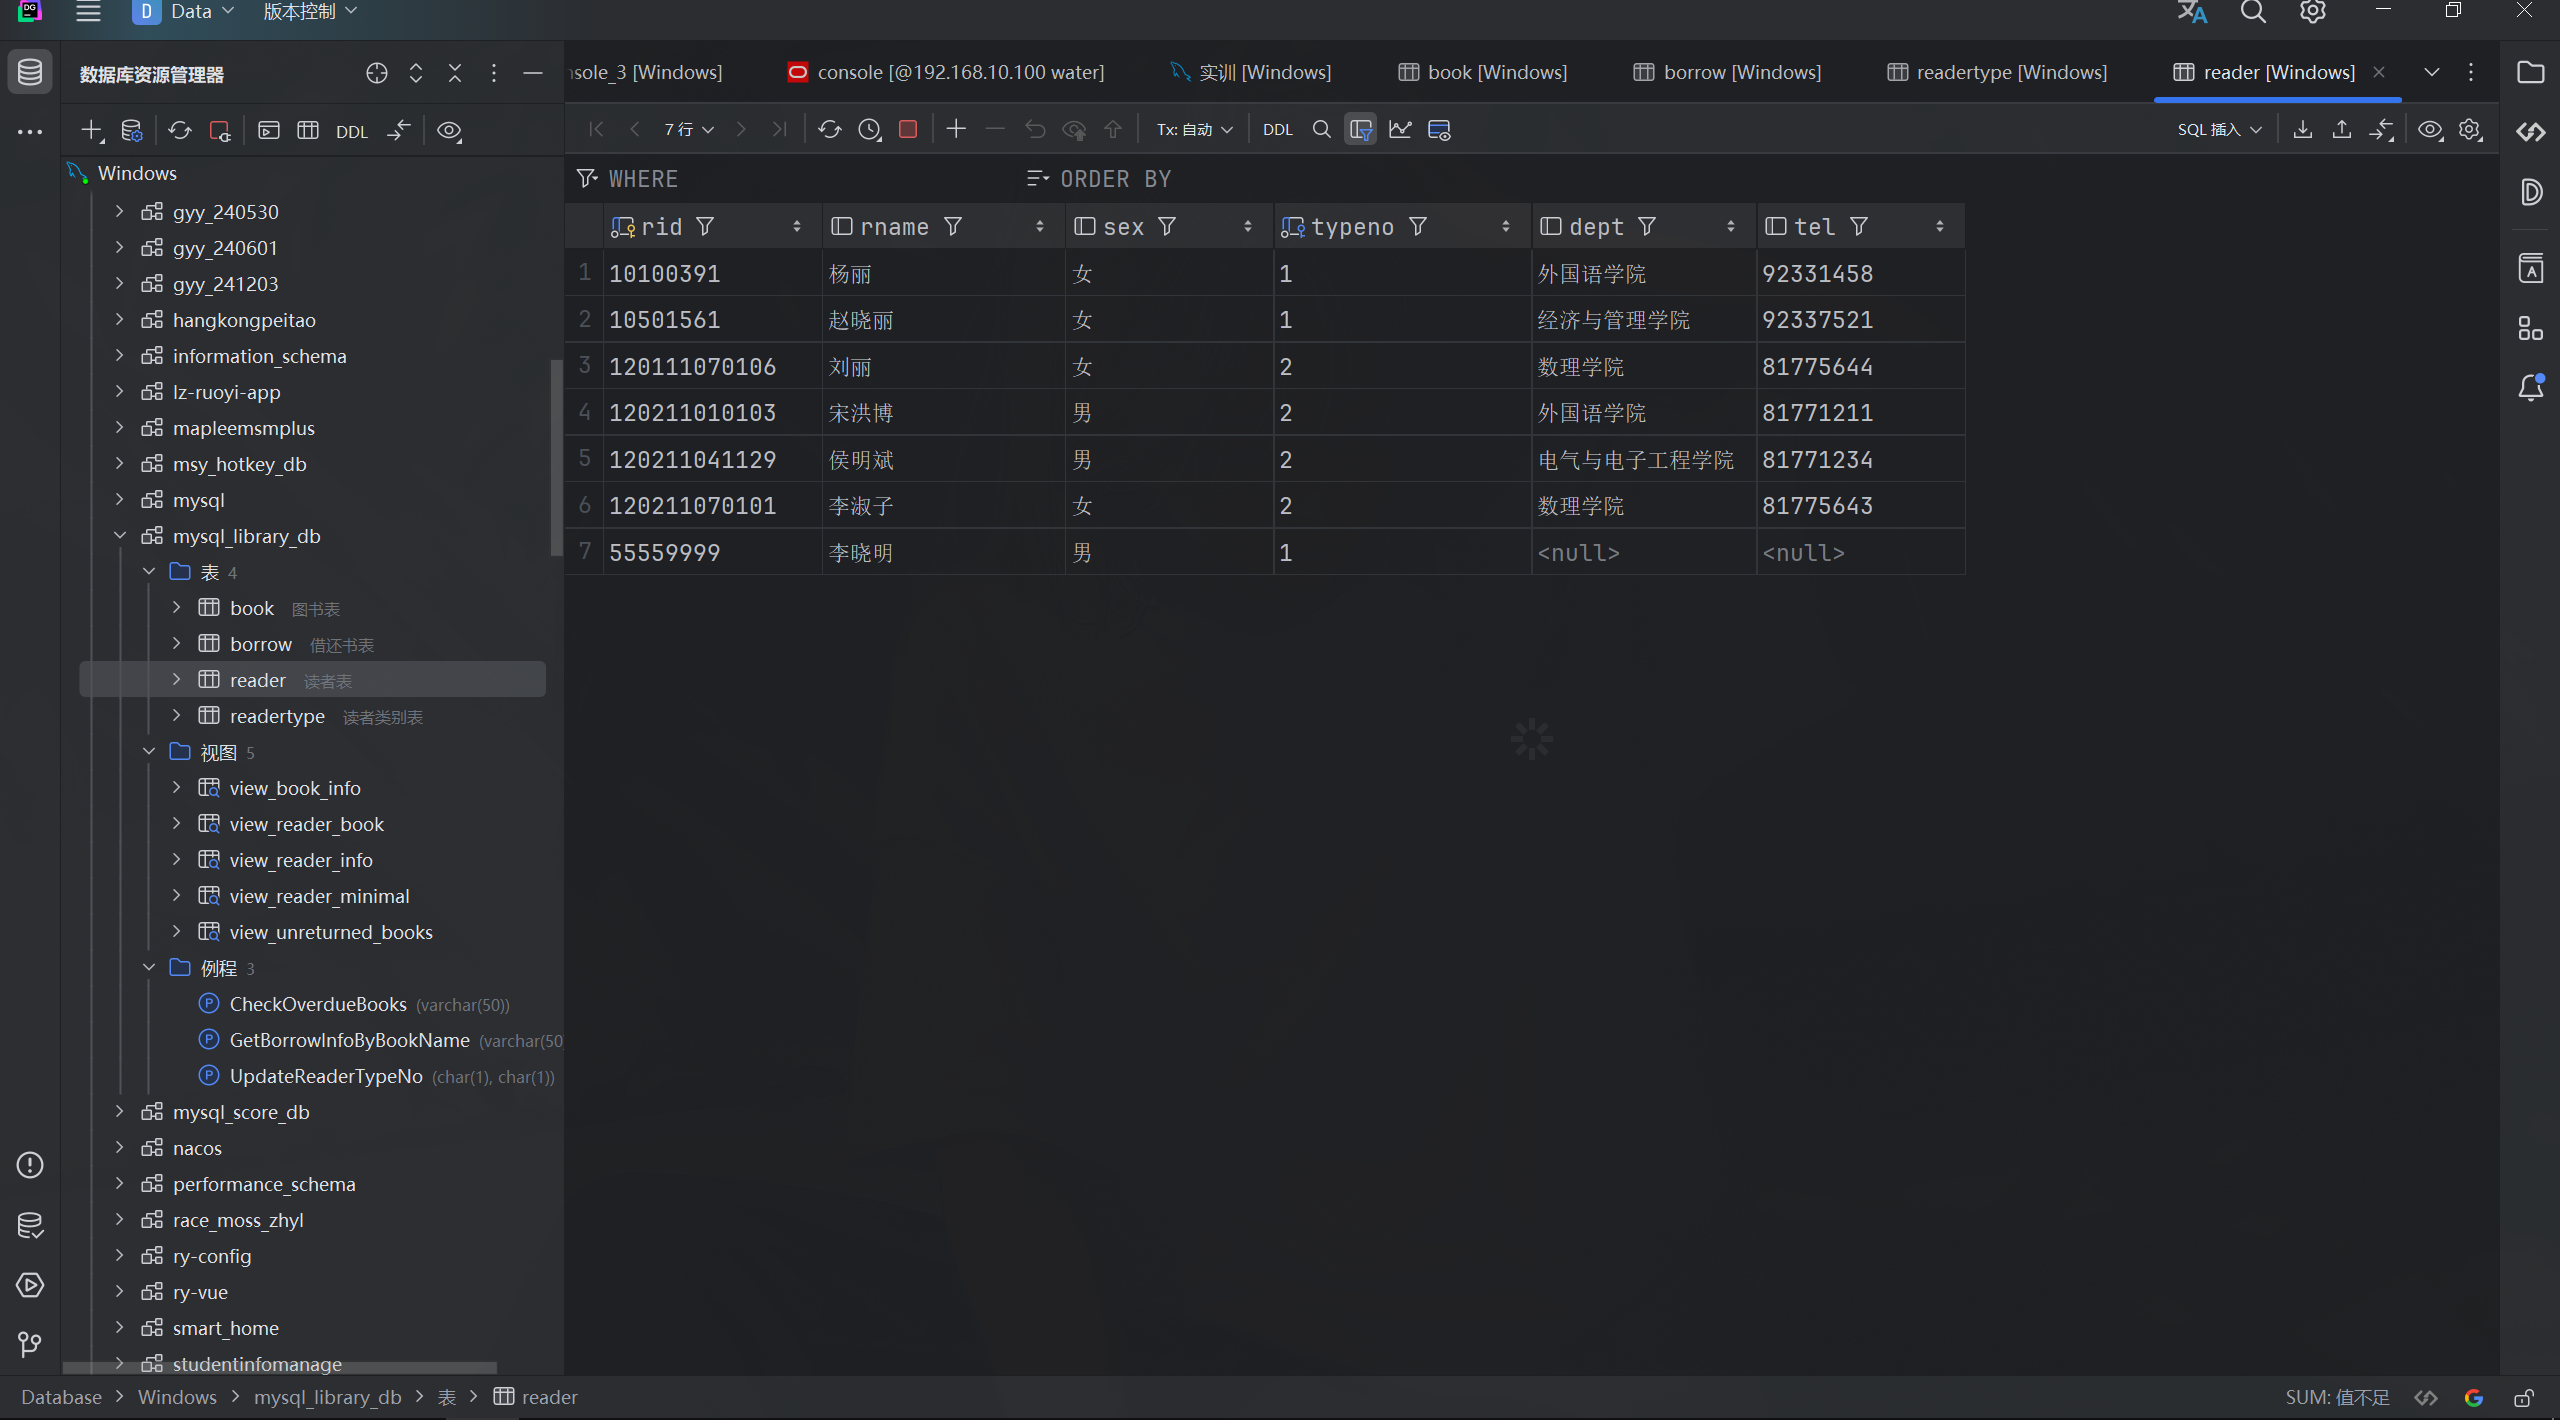 D Data 版本控制
数据库资源管理器
nsole_3 [Windows] console [@192.168.10.100 water] 实训 [Windows] book [Windows] borrow [Windows] readertype [Windows] reader [Windows]
DDL
7 行 Tx: 自动 DDL SQL 插入
WHERE ORDER BY
rid rname sex typeno dept tel
1 10100391 杨丽 女 1 外国语学院 92331458
2 10501561 赵晓丽 女 1 经济与管理学院 92337521
3 120111070106 刘丽 女 2 数理学院 81775644
4 120211010103 宋洪博 男 2 外国语学院 81771211
5 120211041129 侯明斌 男 2 电气与电子工程学院 81771234
6 120211070101 李淑子 女 2 数理学院 81775643
7 55559999 李晓明 男 1 <null> <null>
Windows
gyy_240530
gyy_240601
gyy_241203
hangkongpeitao
information_schema
lz-ruoyi-app
mapleemsmplus
msy_hotkey_db
mysql
mysql_library_db
表 4
book 图书表
borrow 借还书表
reader 读者表
readertype 读者类别表
视图 5
view_book_info
view_reader_book
view_reader_info
view_reader_minimal
view_unreturned_books
例程 3
CheckOverdueBooks (varchar(50))
GetBorrowInfoByBookName (varchar(50
UpdateReaderTypeNo (char(1), char(1))
mysql_score_db
nacos
performance_schema
race_moss_zhyl
ry-config
ry-vue
smart_home
studentinfomanage
Database > Windows > mysql_library_db > 表 > reader
SUM: 值不足